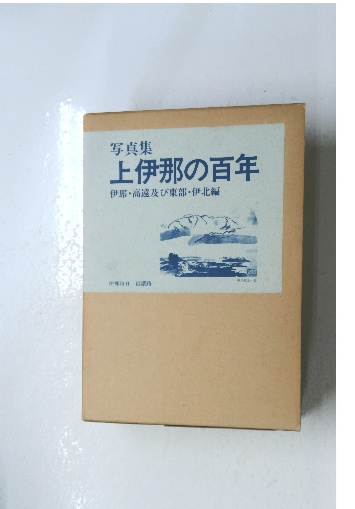 写真集
上伊那の百年
伊那・高遠及び東部・伊北編